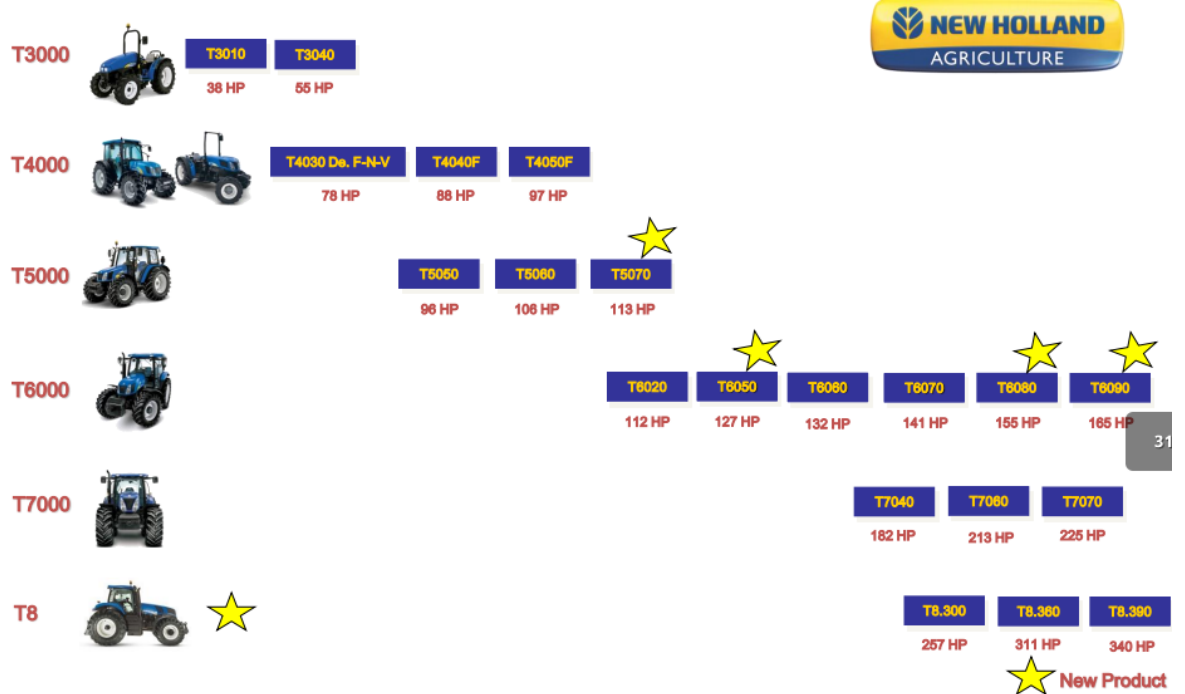 NEW HOLLAND
AGRICULTURE
T3000
T3010
T3040
38 HP
55 HP
T4000
T4030 De. F-N-V
T4040F
T4050F
78 HP
88 HP
97 HP
T5000
T5050
T5060
T5070
96 HP
106 HP
113 HP
T6000
T6020
T6050
T6060
T6070
T6080
T6090
112 HP
127 HP
132 HP
141 HP
155 HP
165 HP
31
T7000
T7040
T7060
T7070
182 HP
213 HP
225 HP
T8
T8.300
T8.360
T8.390
257 HP
311 HP
340 HP
New Product